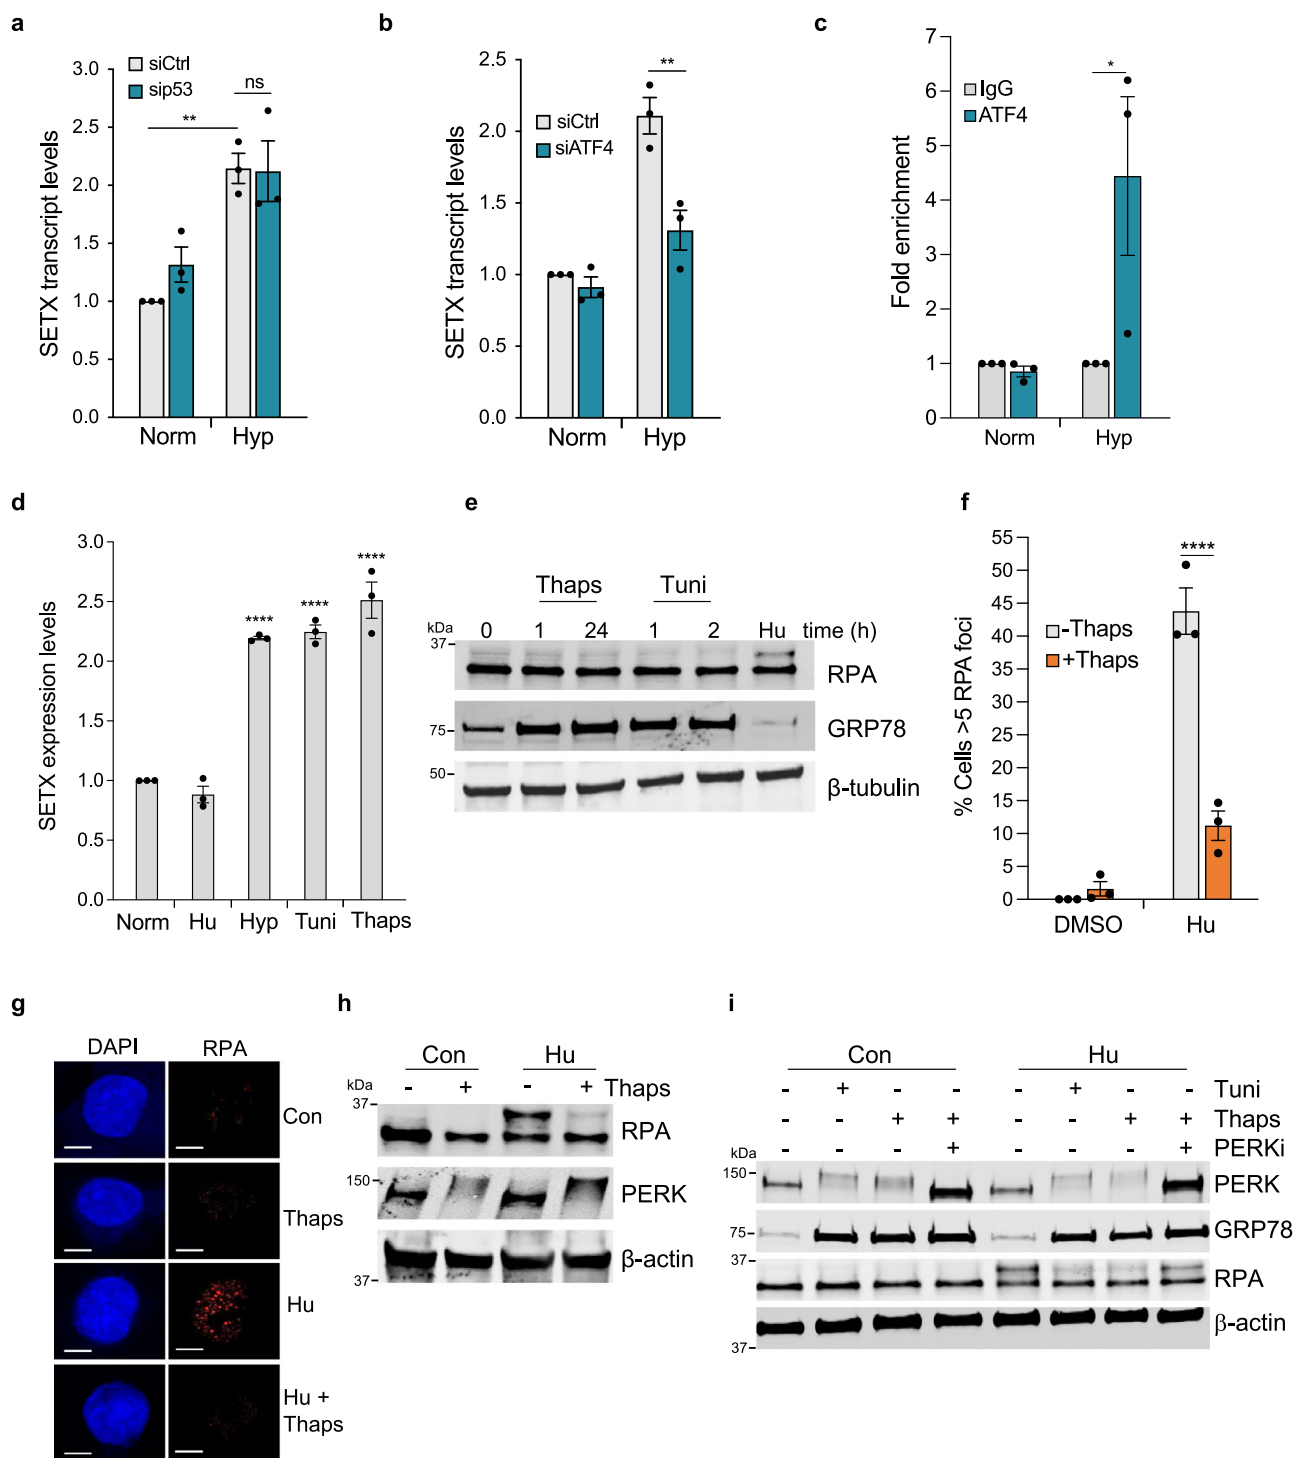 a
siCtrl
sip53
SETX transcript levels
3.0
2.5
2.0
1.5
1.0
0.5
0.0
**
ns
Norm
Hyp
b
siCtrl
siATF4
SETX transcript levels
2.5
2.0
1.5
1.0
0.5
0.0
**
Norm
Hyp
c
IgG
ATF4
Fold enrichment
7
6
5
4
3
2
1
0
*
Norm
Hyp
d
SETX expression levels
3.0
2.5
2.0
1.5
1.0
0.5
0.0
****
****
****
Norm
Hu
Hyp
Tuni
Thaps
e
Thaps
Tuni
kDa
0 1 24 1 2 Hu time (h)
37
RPA
75
GRP78
50
β-tubulin
f
% Cells >5 RPA foci
55
50
45
40
35
30
25
20
15
10
5
0
****
-Thaps
+Thaps
DMSO
Hu
g
DAPI RPA
Con
Thaps
Hu
Hu +
Thaps
h
Con Hu
kDa
- + - + Thaps
37
RPA
150
PERK
β-actin
37
i
Con Hu
- + - - - + - - Tuni
- - + + - - + + Thaps
- - - + - - - + PERKi
kDa
150
PERK
75
GRP78
37
RPA
β-actin
37